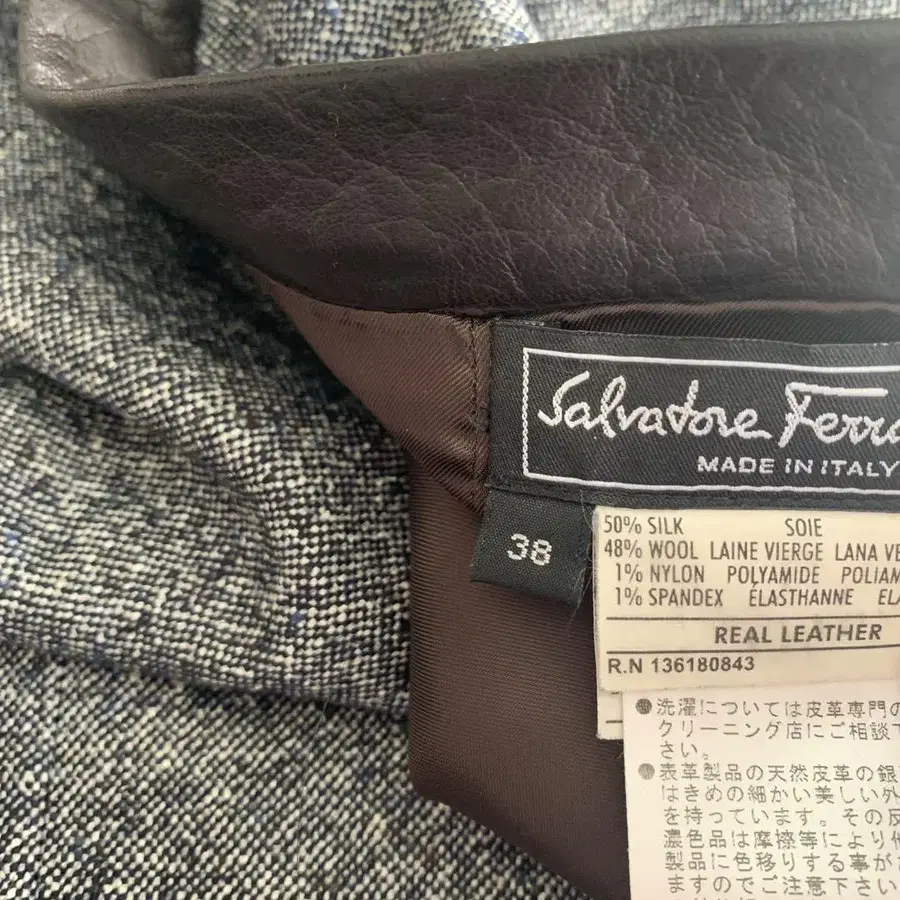 Salvatore Ferra
MADE IN ITALY
38
50% SILK SOIE
48% WOOL LAINE VIERGE LANA VE
1% NYLON POLYAMIDE POLIAM
1% SPANDEX ÉLASTHANNE EL
REAL LEATHER
R.N 136180843
●洗濯については皮革専門の
クリーニング店にご相談下
さい。
●表革製品の天然皮革の銀
はきめの細かい美しい外
を持っています。その反
濃色品は摩擦等により他
製品に色移りする事があ
ますのでご注意下さい